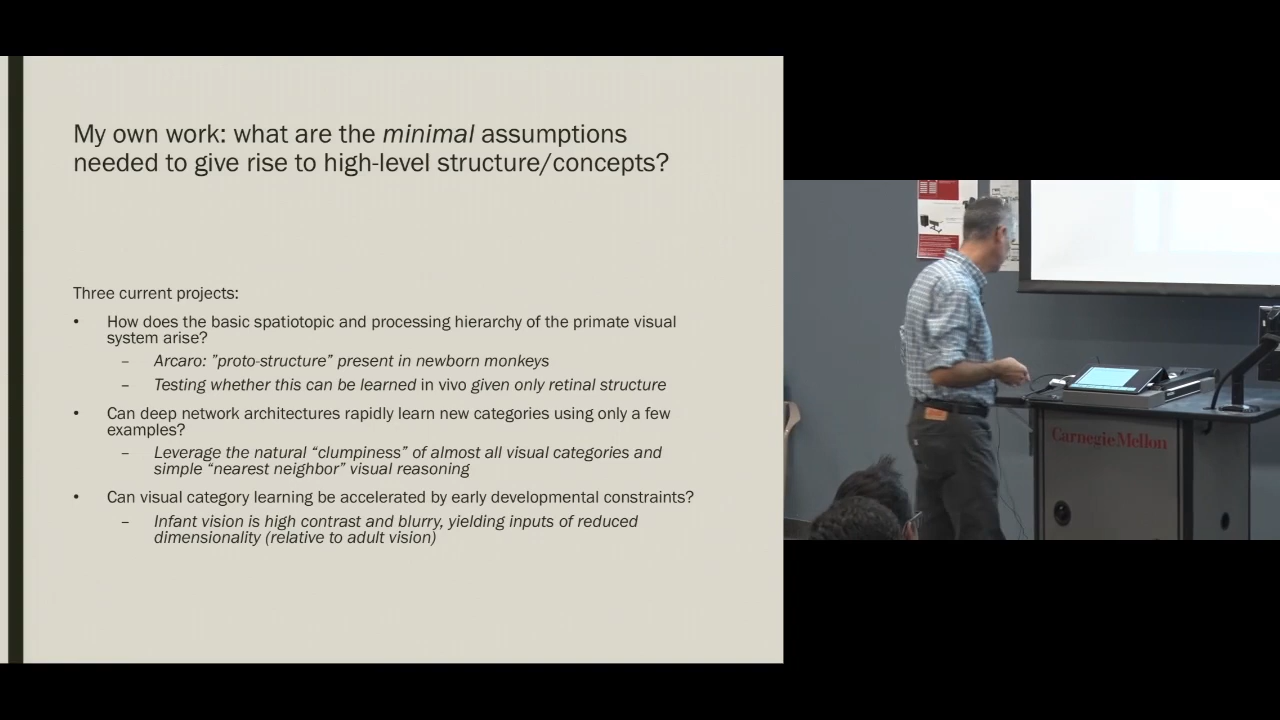 My own work: what are the minimal assumptions
needed to give rise to high-level structure/concepts?
Three current projects:
• How does the basic spatiotopic and processing hierarchy of the primate visual
system arise?
– Arcaro: ”proto-structure” present in newborn monkeys
– Testing whether this can be learned in vivo given only retinal structure
• Can deep network architectures rapidly learn new categories using only a few
examples?
– Leverage the natural “clumpiness” of almost all visual categories and
simple “nearest neighbor” visual reasoning
• Can visual category learning be accelerated by early developmental constraints?
– Infant vision is high contrast and blurry, yielding inputs of reduced
dimensionality (relative to adult vision)
Carnegie Mellon